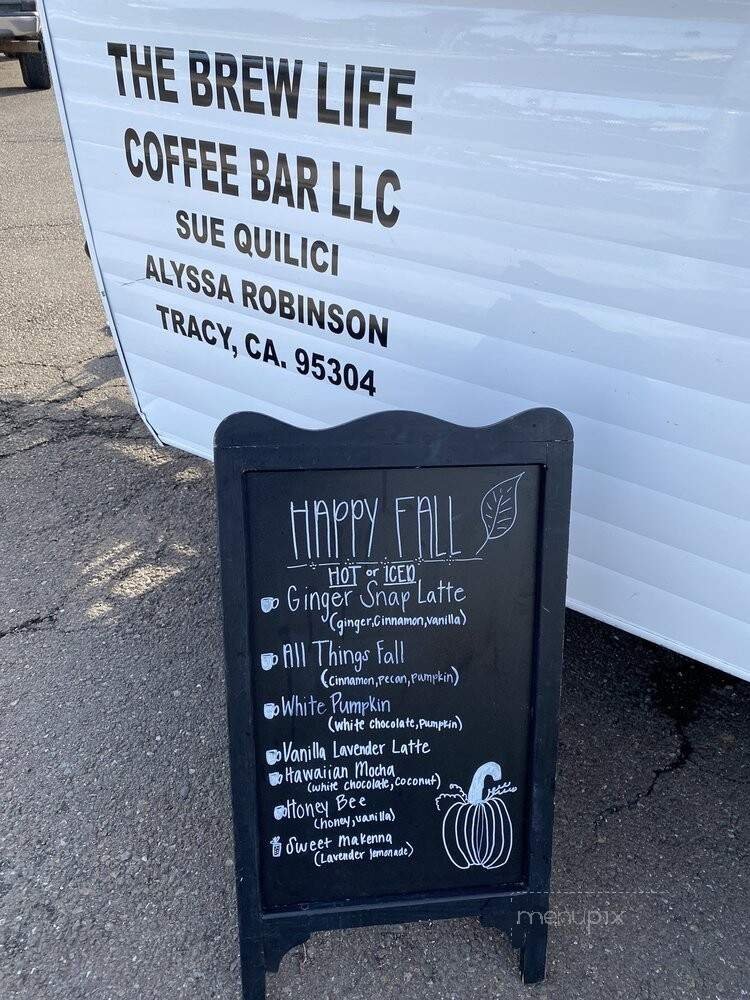 THE BREW LIFE
COFFEE BAR LLC
SUE QUILICI
ALYSSA ROBINSON
TRACY, CA. 95304
HAPPY FALL
HOT or ICED
Ginger Snap Latte
(ginger, Cinnamon, vanilla)
All Things Fall
(Cinnamon, Pecan, Pumpkin)
White Pumpkin
(white chocolate, Pumpkin)
Vanilla Lavender Latte
Hawaiian Mocha
(white chocolate, Coconut)
Honey Bee
(honey, vanilla)
Sweet Makenna
(Lavender lemonade)
menupix